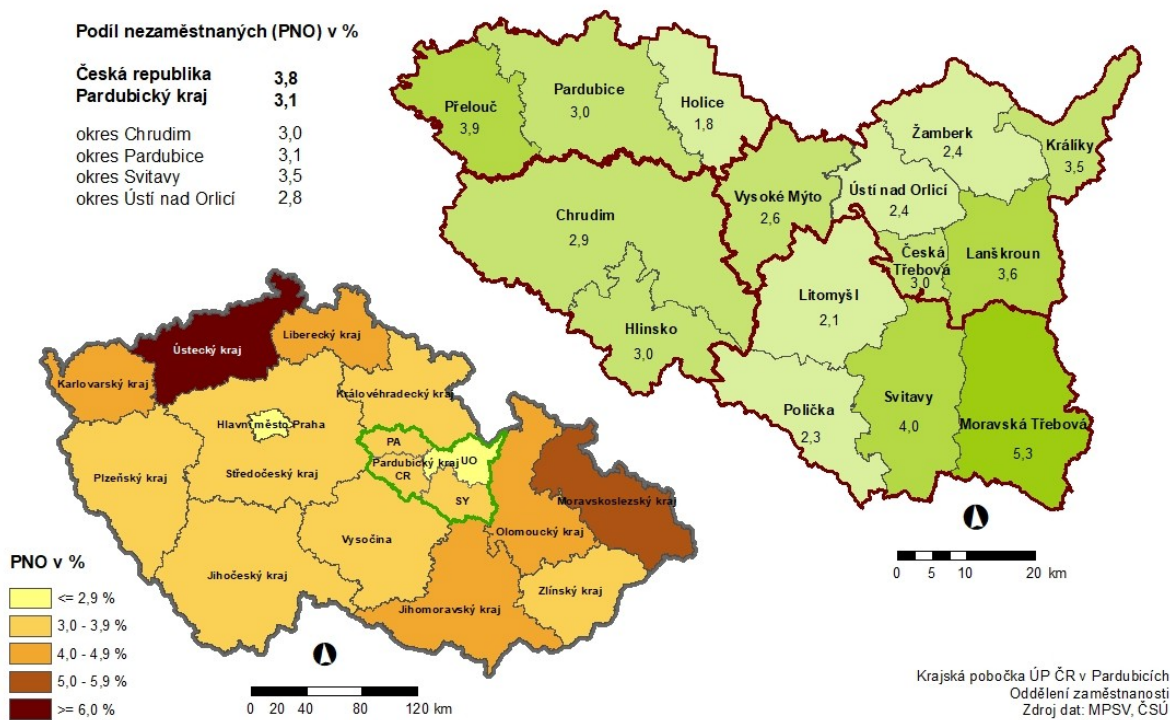 Podíl nezaměstnaných (PNO) v %
Česká republika 3,8
Pardubický kraj 3,1
okres Chrudim 3,0
okres Pardubice 3,1
okres Svitavy 3,5
okres Ústí nad Orlicí 2,8
Přelouč
3,9
Pardubice
3,0
Holice
1,8
Žamberk
2,4
Králíky
3,5
Vysoké Mýto
2,6
Ústí nad Orlicí
2,4
Chrudim
2,9
Česká
Třebová
3,0
Lanškroun
3,6
Litomyšl
2,1
Hlinsko
3,0
Polička
2,3
Svitavy
4,0
Moravská Třebová
5,3
0 5 10 20 km
Ústecký kraj
Liberecký kraj
Karlovarský kraj
Královéhradecký kraj
Hlavní město Praha
PA
Pardubický kraj
UO
CR
Středočeský kraj
Plzeňský kraj
SY
Moravskoslezský kraj
Olomoucký kraj
Vysočina
Jihočeský kraj
Zlínský kraj
Jihomoravský kraj
PNO v %
<= 2,9 %
3,0 - 3,9 %
4,0 - 4,9 %
5,0 - 5,9 %
>= 6,0 %
0 20 40 80 120 km
Krajská pobočka ÚP ČR v Pardubicích
Oddělení zaměstnanosti
Zdroj dat: MPSV, ČSÚ